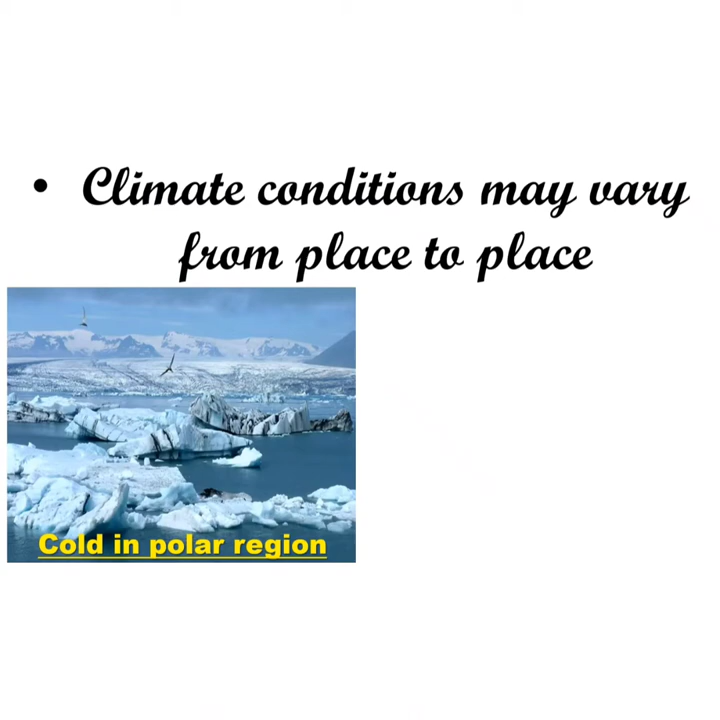 • Climate conditions may vary
from place to place
Cold in polar region